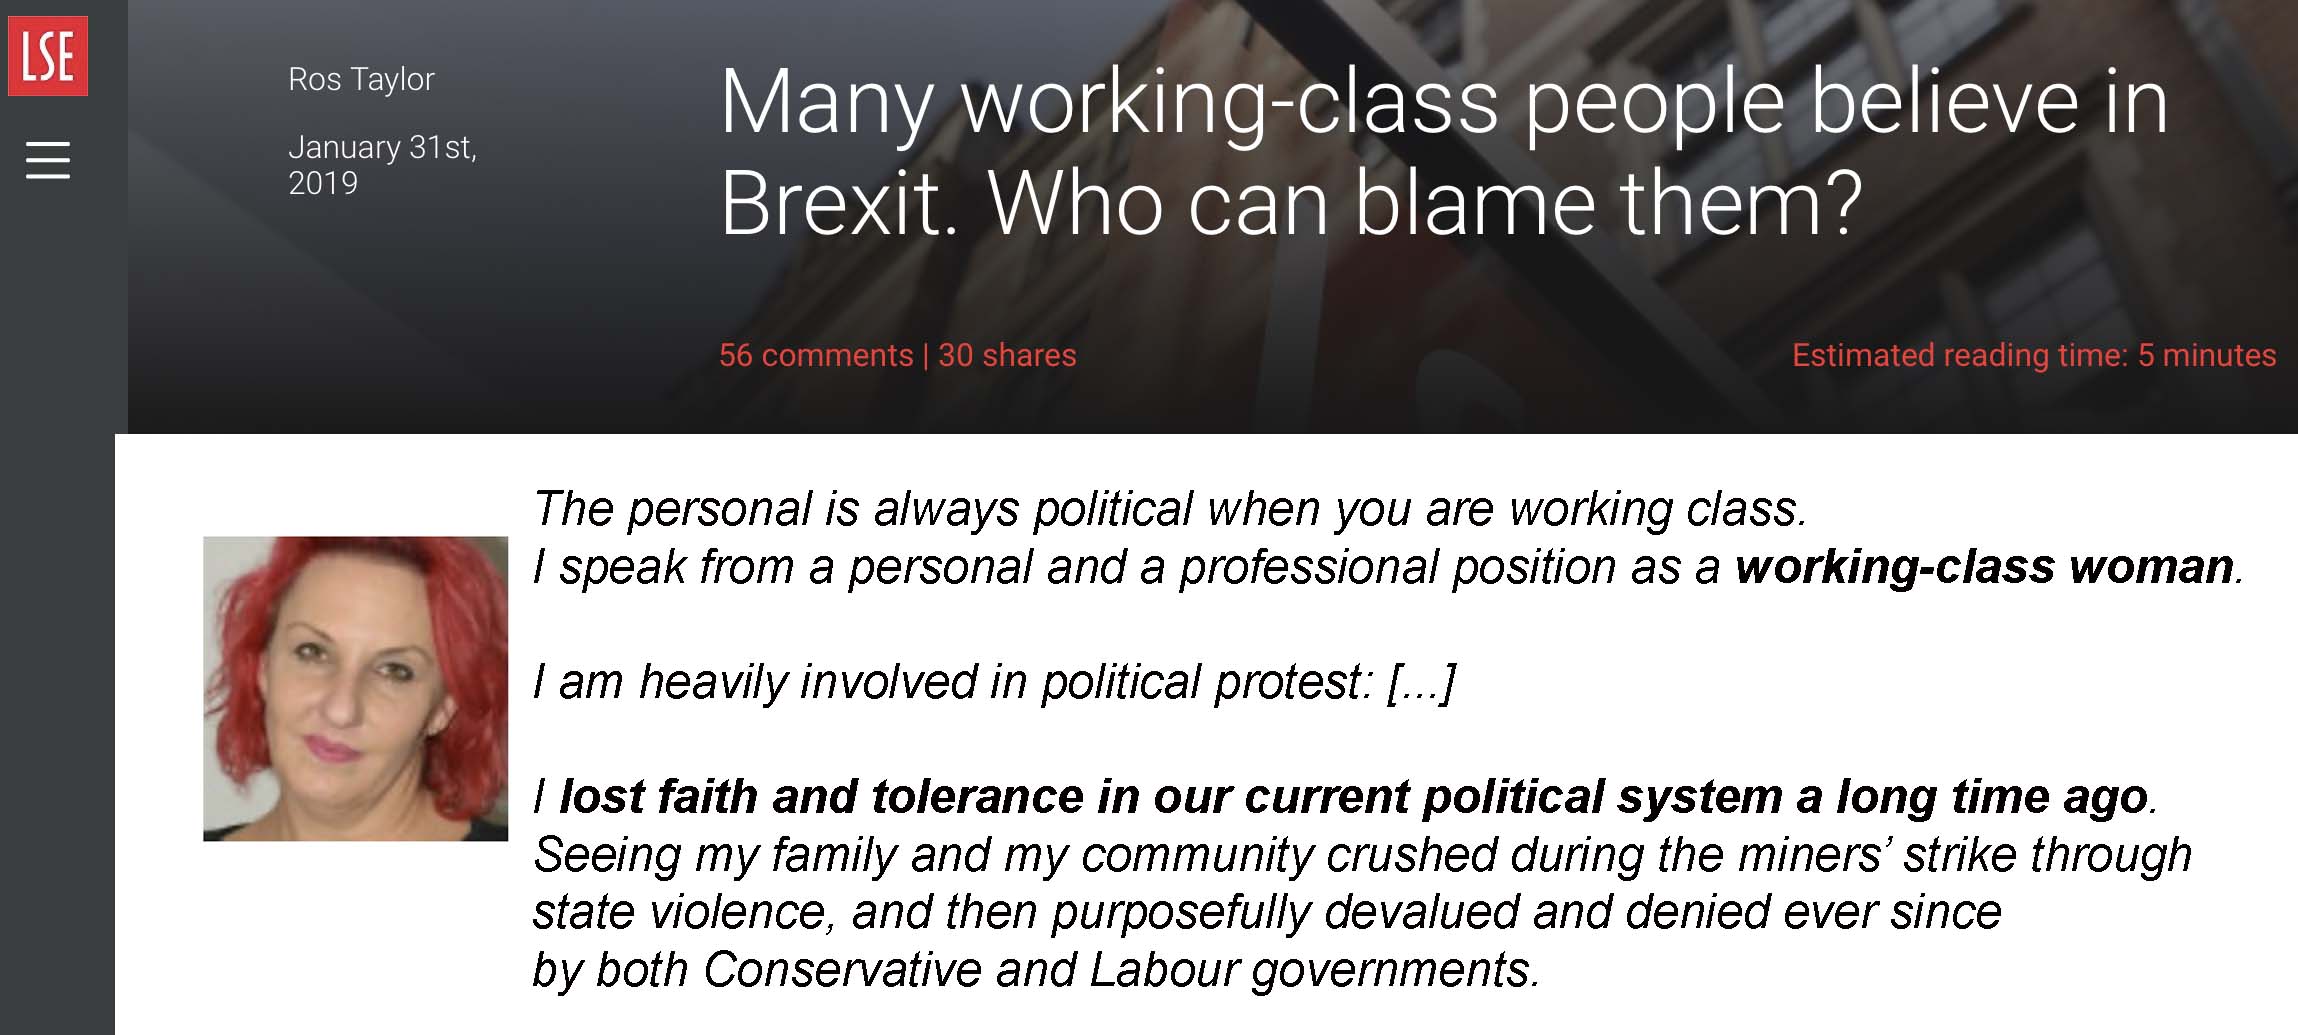 LSE
Ros Taylor
January 31st,
2019
Many working-class people believe in
Brexit. Who can blame them?
56 comments | 30 shares
Estimated reading time: 5 minutes
The personal is always political when you are working class.
I speak from a personal and a professional position as a working-class woman.
I am heavily involved in political protest: [...]
I lost faith and tolerance in our current political system a long time ago.
Seeing my family and my community crushed during the miners’ strike through
state violence, and then purposefully devalued and denied ever since
by both Conservative and Labour governments.